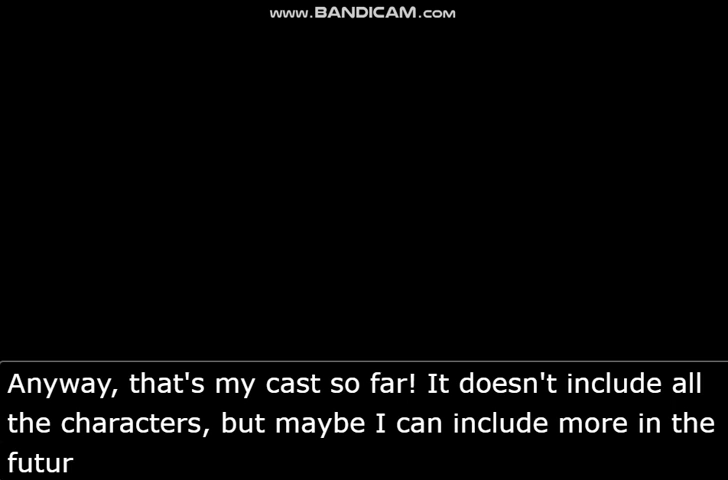 www.BANDICAM.com
Anyway, that's my cast so far! It doesn't include all
the characters, but maybe I can include more in the
futur